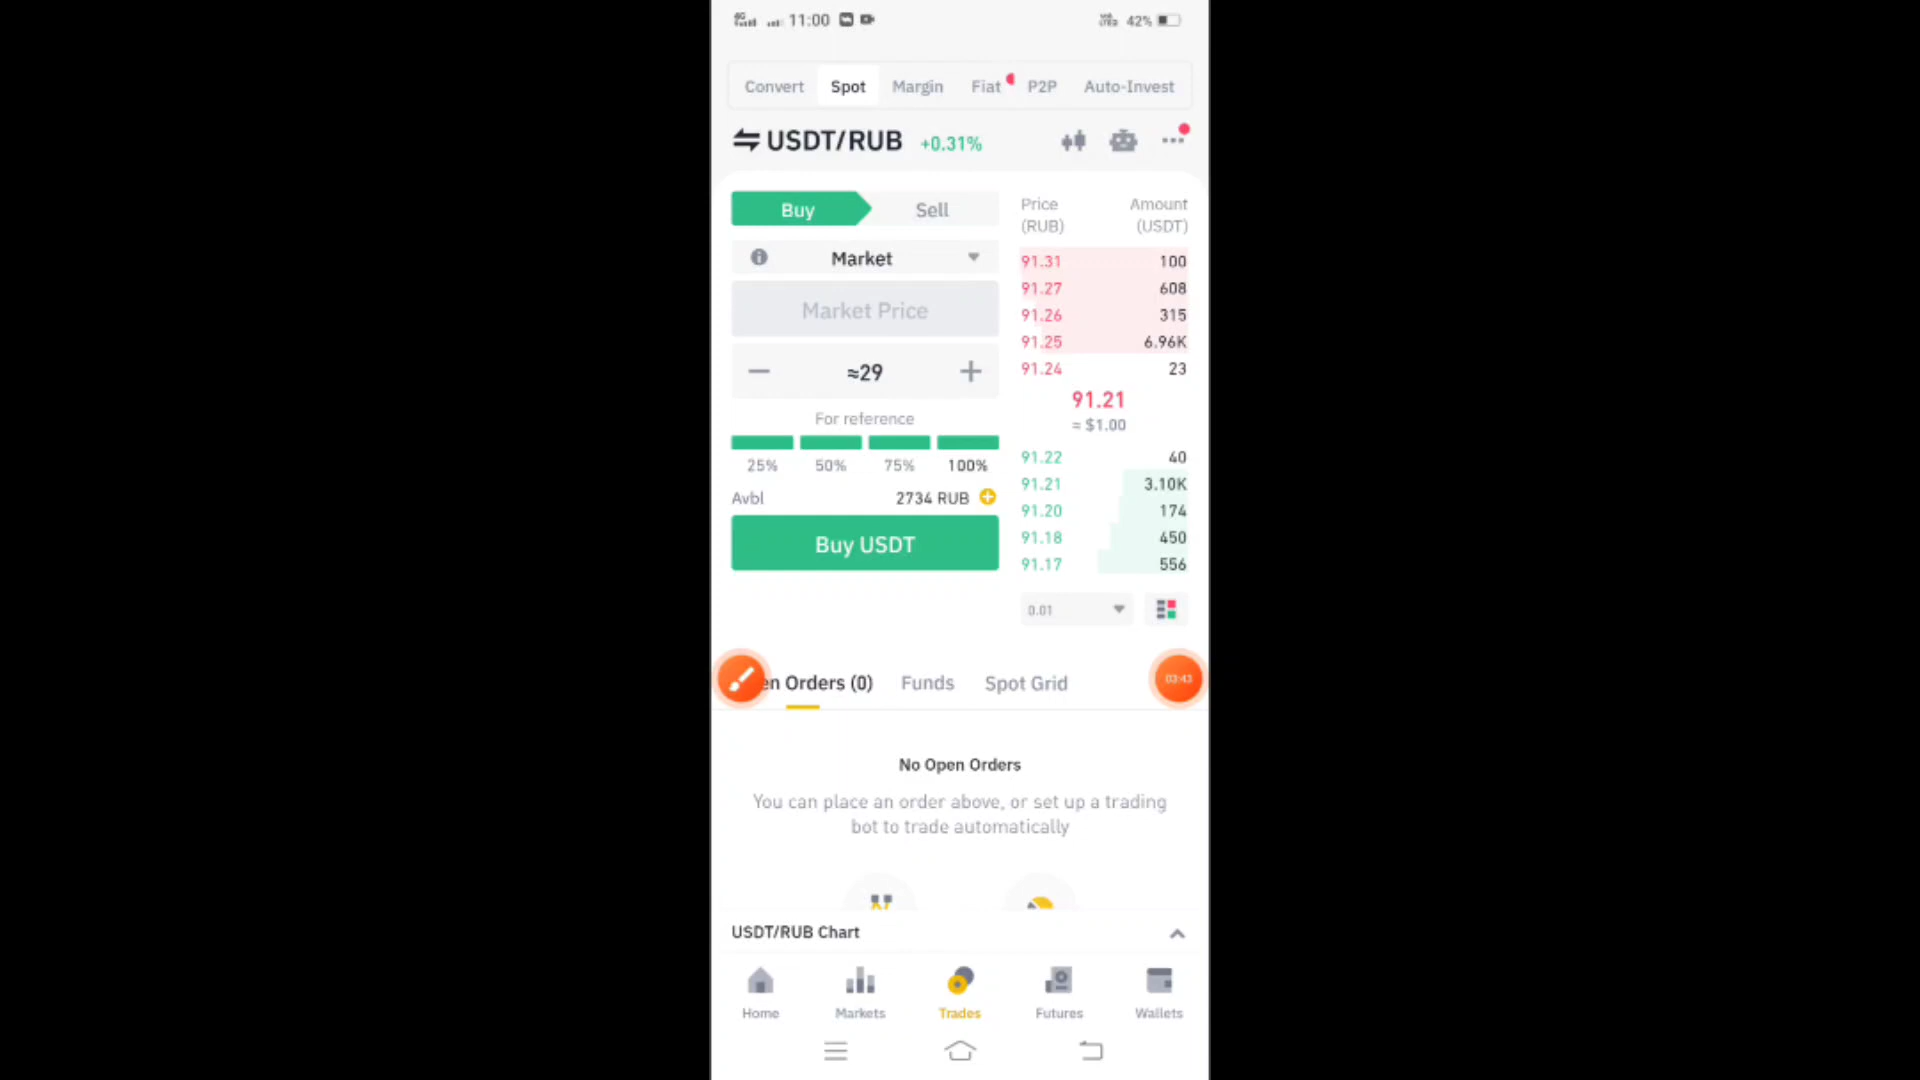 11:00 42%
Convert Spot Margin Fiat P2P Auto-Invest
USDT/RUB +0.31%
Buy Sell
Market
Market Price
≈29
For reference
25% 50% 75% 100%
Avbl 2734 RUB
Buy USDT
Price Amount
(RUB) (USDT)
91.31 100
91.27 608
91.26 315
91.25 6.96K
91.24 23
91.21
= $1.00
91.22 40
91.21 3.10K
91.20 174
91.18 450
91.17 556
0.01
en Orders (0) Funds Spot Grid
03:43
No Open Orders
You can place an order above, or set up a trading
bot to trade automatically
USDT/RUB Chart
Home Markets Trades Futures Wallets